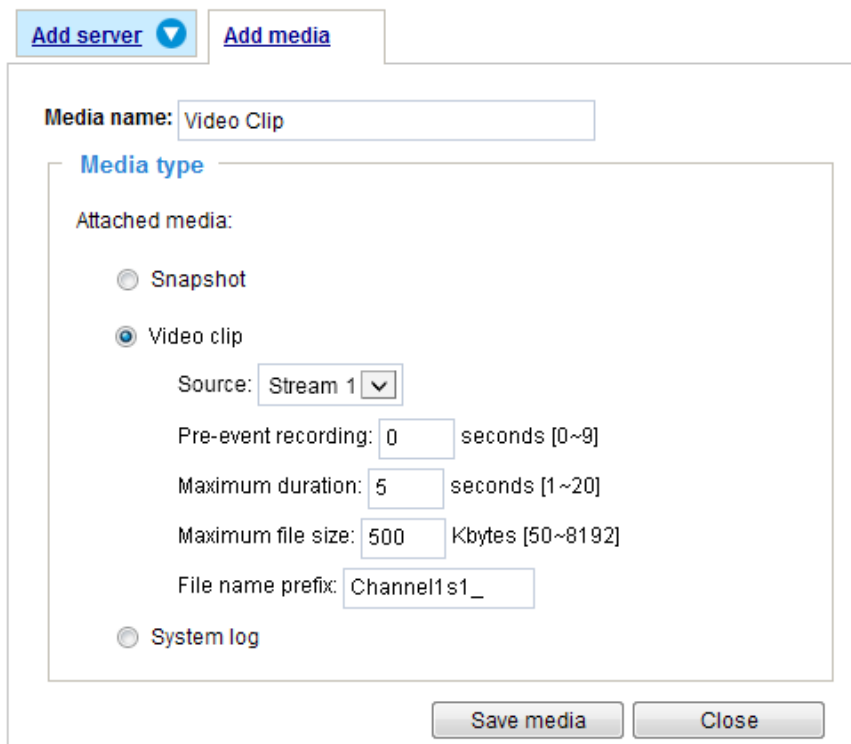 Add server Add media
Media name: Video Clip
Media type
Attached media:
Snapshot
Video clip
Source: Stream 1
Pre-event recording: 0 seconds [0~9]
Maximum duration: 5 seconds [1~20]
Maximum file size: 500 Kbytes [50~8192]
File name prefix: Channel1s1_
System log
Save media Close